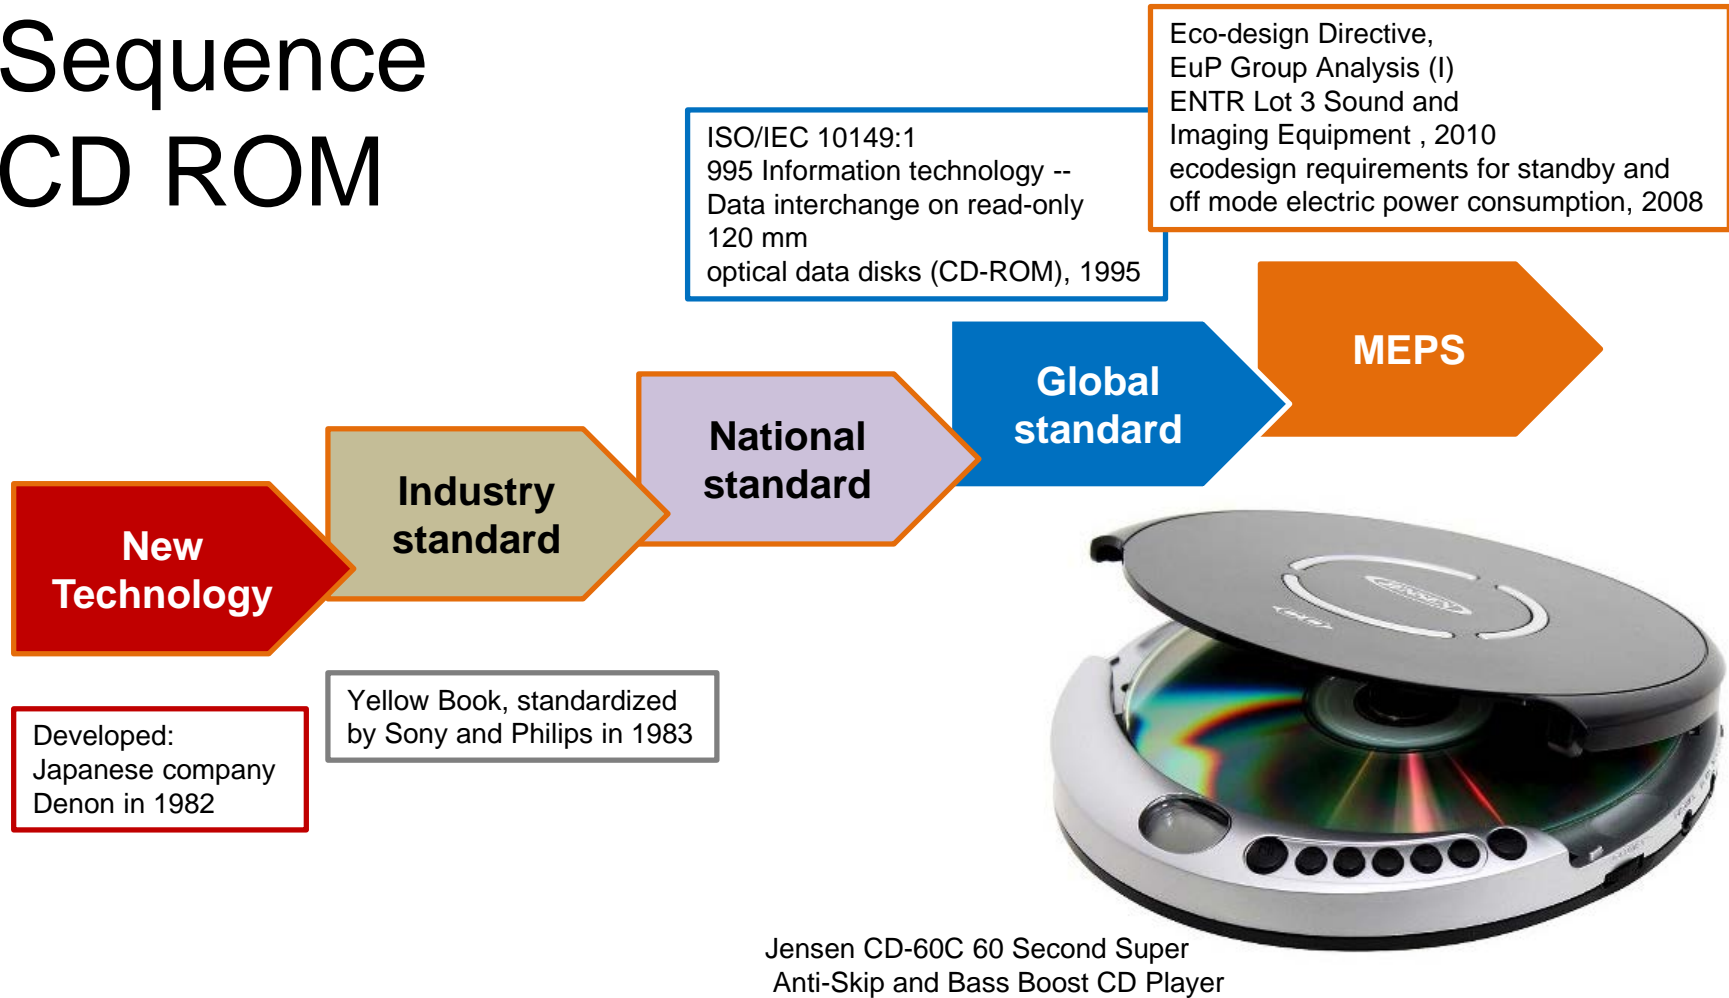 Sequence
CD ROM
Eco-design Directive,
EuP Group Analysis (I)
ENTR Lot 3 Sound and
Imaging Equipment , 2010
ecodesign requirements for standby and
off mode electric power consumption, 2008
ISO/IEC 10149:1
995 Information technology --
Data interchange on read-only
120 mm
optical data disks (CD-ROM), 1995
MEPS
Global
standard
National
standard
Industry
standard
New
Technology
Yellow Book, standardized
by Sony and Philips in 1983
Developed:
Japanese company
Denon in 1982
JENSEN
Jensen CD-60C 60 Second Super
Anti-Skip and Bass Boost CD Player